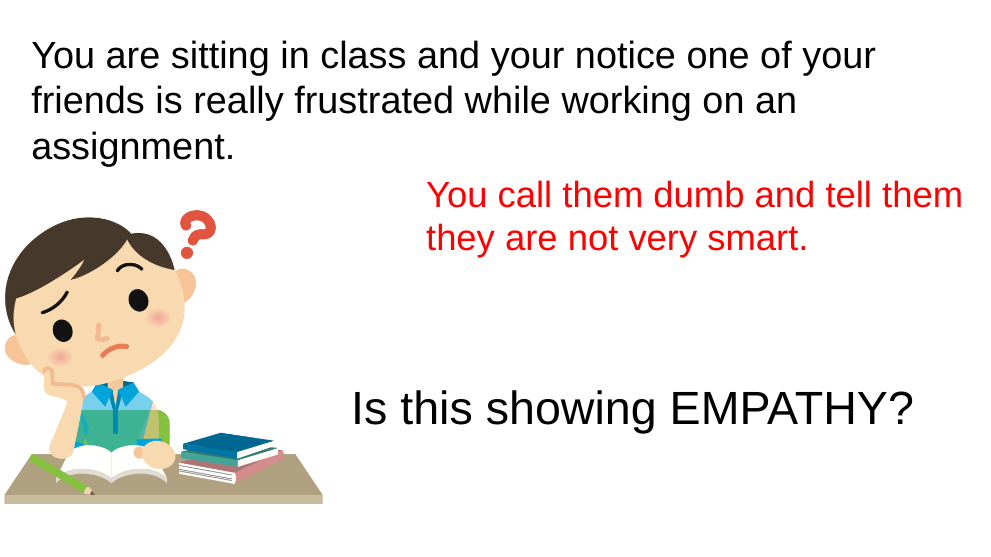 You are sitting in class and your notice one of your
friends is really frustrated while working on an
assignment.
You call them dumb and tell them
they are not very smart.
?
Is this showing EMPATHY?